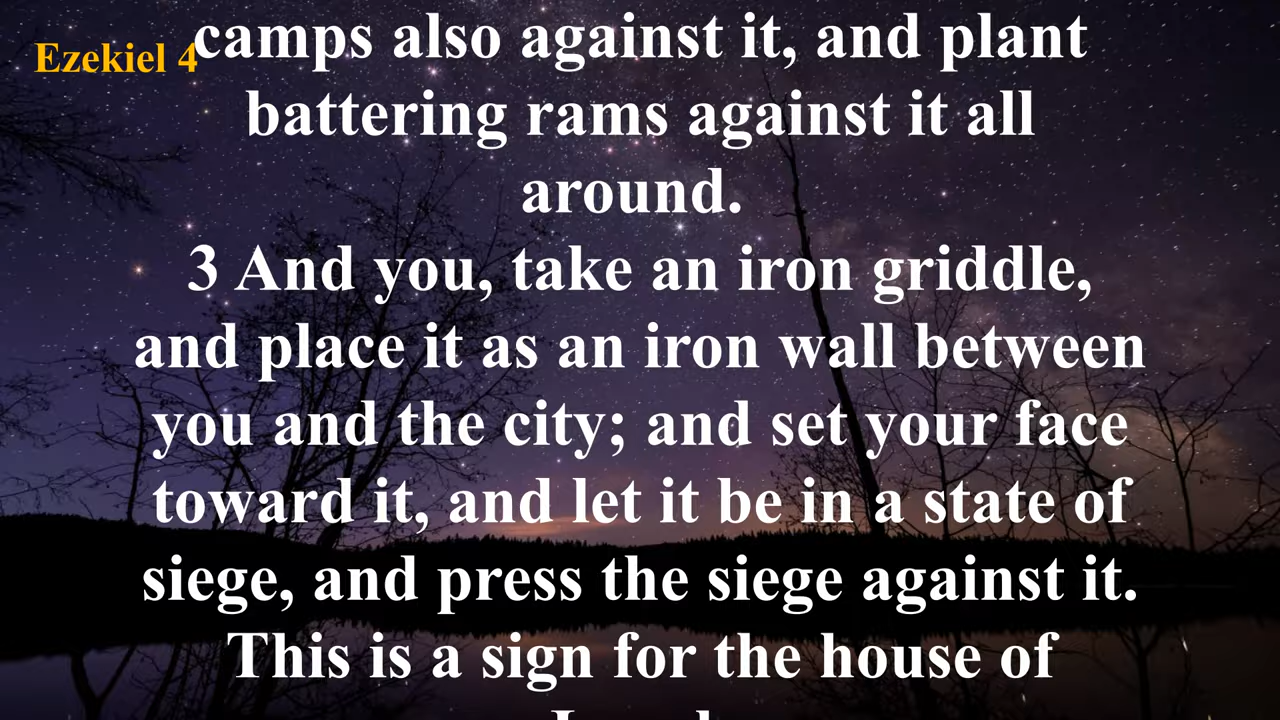 Ezekiel 4
camps also against it, and plant
battering rams against it all
around.
3 And you, take an iron griddle,
and place it as an iron wall between
you and the city; and set your face
toward it, and let it be in a state of
siege, and press the siege against it.
This is a sign for the house of